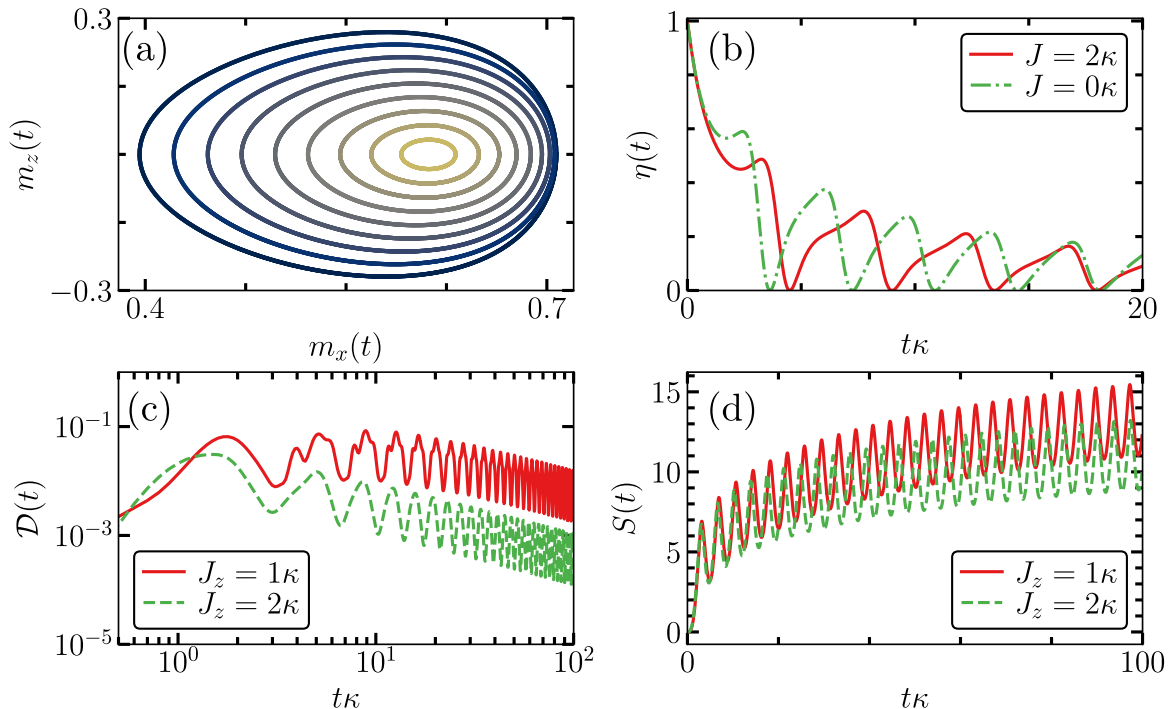 0.3
(a)
m_z(t)
−0.3
0.4
0.7
m_x(t)
1
(b)
J = 2κ
J = 0κ
η(t)
0
0
20
tκ
(c)
10^{-1}
𝒟(t)
10^{-3}
J_z = 1κ
J_z = 2κ
10^{-5}
10^0
10^1
10^2
tκ
15
(d)
10
S(t)
5
J_z = 1κ
J_z = 2κ
0
0
100
tκ